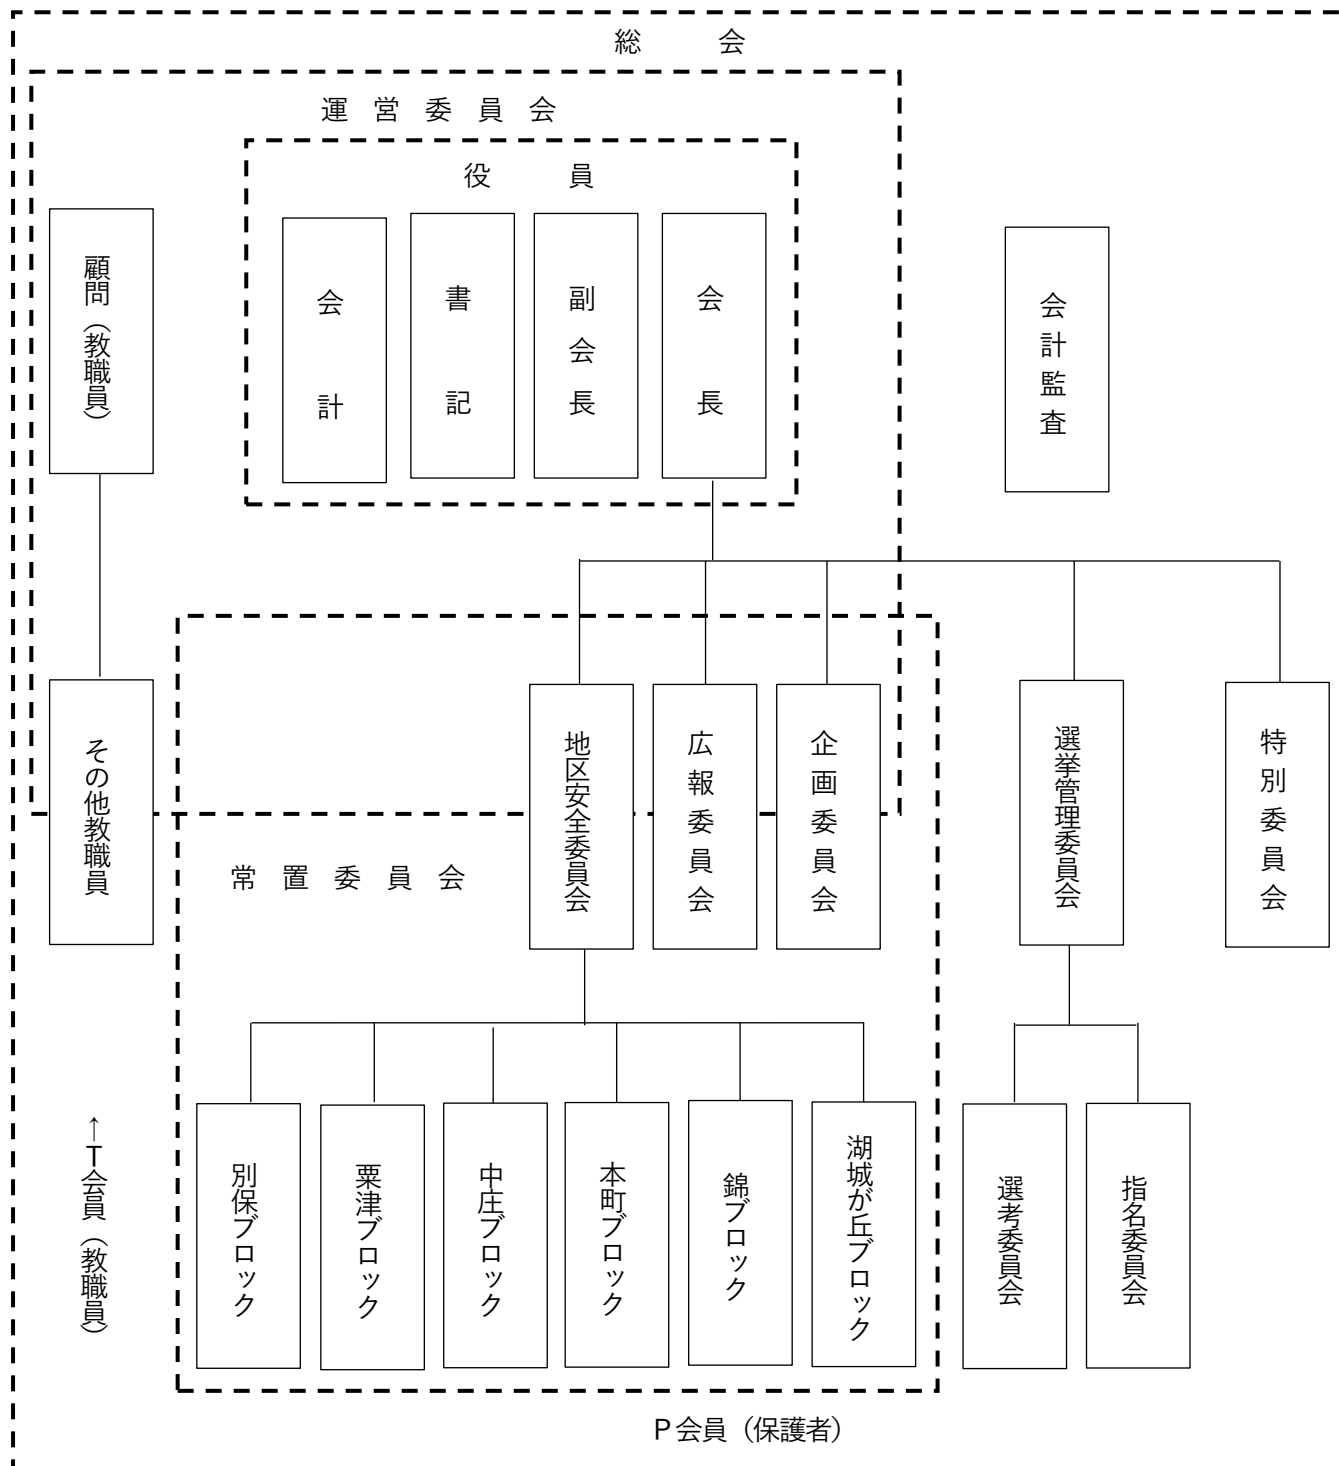 総会
運営委員会
役員
顧問（教職員）
会計
書記
副会長
会長
会計監査
その他教職員
地区安全委員会
広報委員会
企画委員会
選挙管理委員会
特別委員会
常置委員会
←Ｔ会員（教職員）
別保ブロック
粟津ブロック
中庄ブロック
本町ブロック
錦ブロック
湖城が丘ブロック
選考委員会
指名委員会
Ｐ会員（保護者）